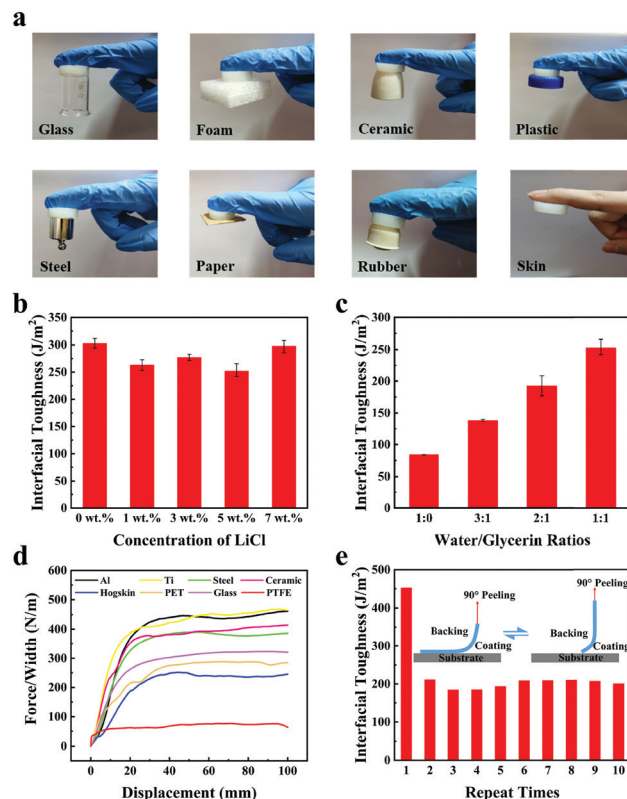 a
Glass
Foam
Ceramic
Plastic
Steel
Paper
Rubber
Skin
b
Interfacial Toughness (J/m²)
350
300
250
200
150
100
50
0
0 wt.% 1 wt.% 3 wt.% 5 wt.% 7 wt.%
Concentration of LiCl
c
Interfacial Toughness (J/m²)
300
250
200
150
100
50
0
1:0 3:1 2:1 1:1
Water/Glycerin Ratios
d
Force/Width (N/m)
600
500
400
300
200
100
0
Al Ti Steel Ceramic
Hogskin PET Glass PTFE
0 20 40 60 80 100
Displacement (mm)
e
Interfacial Toughness (J/m²)
500
400
300
200
100
0
90° Peeling
90° Peeling
Backing
Coating
Substrate
Backing
Coating
Substrate
1 2 3 4 5 6 7 8 9 10
Repeat Times